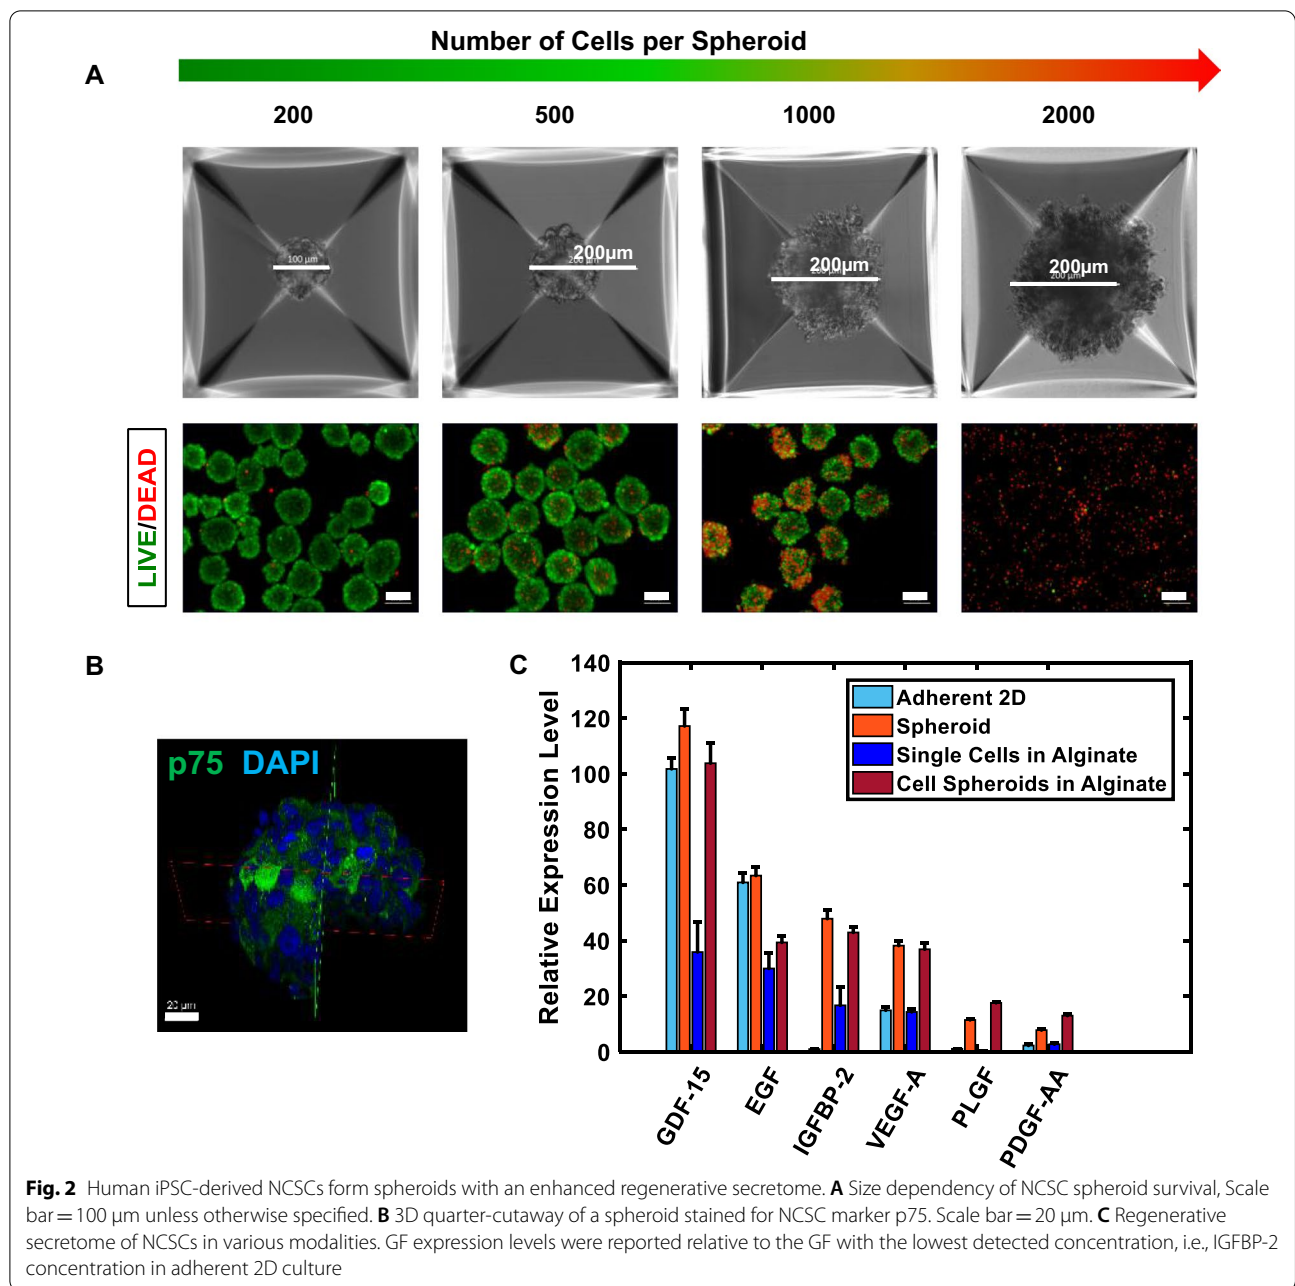 Number of Cells per Spheroid
A
200 500 1000 2000
100 µm
200µm
200 µm
200µm
200 µm
200µm
200 µm
LIVE/DEAD
B
p75 DAPI
20 µm
C
Relative Expression Level
140
120
100
80
60
40
20
0
Adherent 2D
Spheroid
Single Cells in Alginate
Cell Spheroids in Alginate
GDF-15
EGF
IGFBP-2
VEGF-A
PLGF
PDGF-AA
Fig. 2 Human iPSC-derived NCSCs form spheroids with an enhanced regenerative secretome. A Size dependency of NCSC spheroid survival, Scale
bar = 100 µm unless otherwise specified. B 3D quarter-cutaway of a spheroid stained for NCSC marker p75. Scale bar = 20 µm. C Regenerative
secretome of NCSCs in various modalities. GF expression levels were reported relative to the GF with the lowest detected concentration, i.e., IGFBP-2
concentration in adherent 2D culture